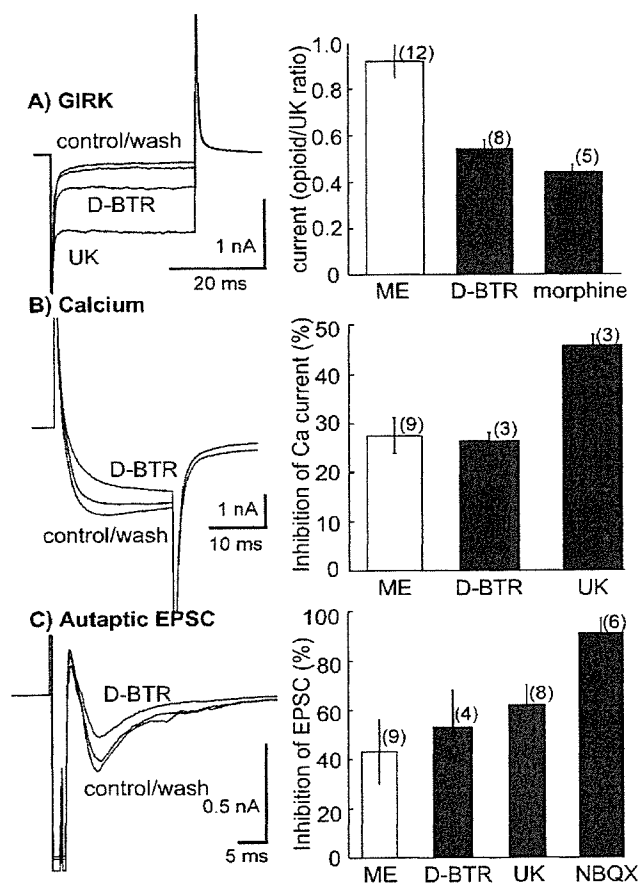 A) GIRK
control/wash
D-BTR
UK
1 nA
20 ms
current (opioid/UK ratio)
1.0
0.8
0.6
0.4
0.2
0
(12)
(8)
(5)
ME D-BTR morphine
B) Calcium
D-BTR
control/wash
1 nA
10 ms
Inhibition of Ca current (%)
50
40
30
20
10
0
(9)
(3)
(3)
ME D-BTR UK
C) Autaptic EPSC
D-BTR
control/wash
0.5 nA
5 ms
Inhibition of EPSC (%)
100
80
60
40
20
0
(9)
(4)
(8)
(6)
ME D-BTR UK NBQX